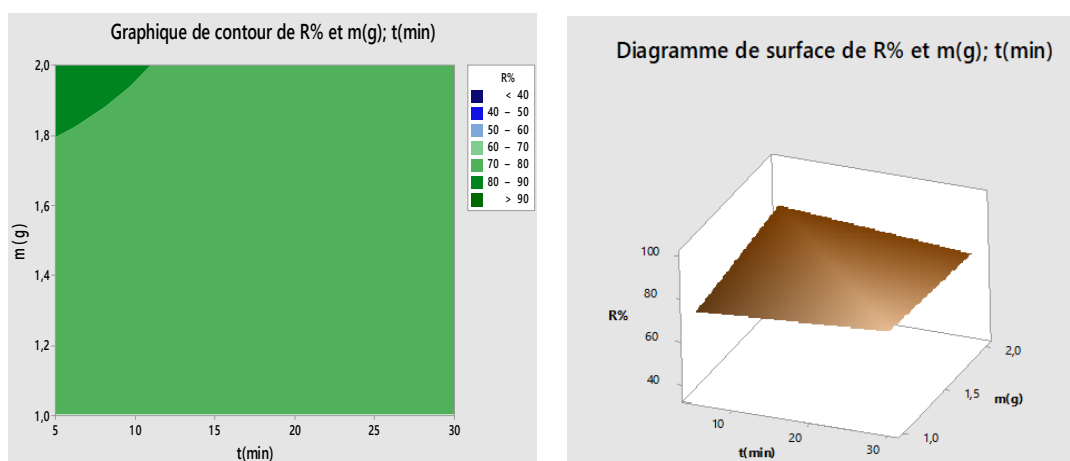 Graphique de contour de R% et m(g); t(min)
2,0
1,8
1,6
1,4
1,2
1,0
m(g)
5
10
15
20
25
30
t(min)
R%
< 40
40 – 50
50 – 60
60 – 70
70 – 80
80 – 90
> 90
Diagramme de surface de R% et m(g); t(min)
100
80
60
40
R%
10
20
30
t(min)
1,0
1,5
2,0
m(g)